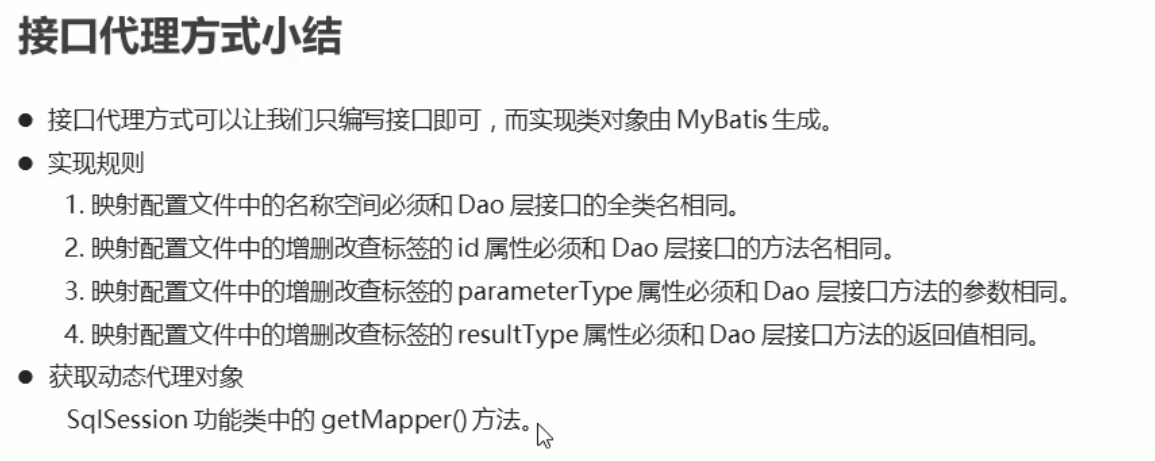 接口代理方式小结
● 接口代理方式可以让我们只编写接口即可，而实现类对象由 MyBatis 生成。
● 实现规则
1. 映射配置文件中的名称空间必须和 Dao 层接口的全类名相同。
2. 映射配置文件中的增删改查标签的 id 属性必须和 Dao 层接口的方法名相同。
3. 映射配置文件中的增删改查标签的 parameterType 属性必须和 Dao 层接口方法的参数相同。
4. 映射配置文件中的增删改查标签的 resultType 属性必须和 Dao 层接口方法的返回值相同。
● 获取动态代理对象
SqlSession 功能类中的 getMapper() 方法。